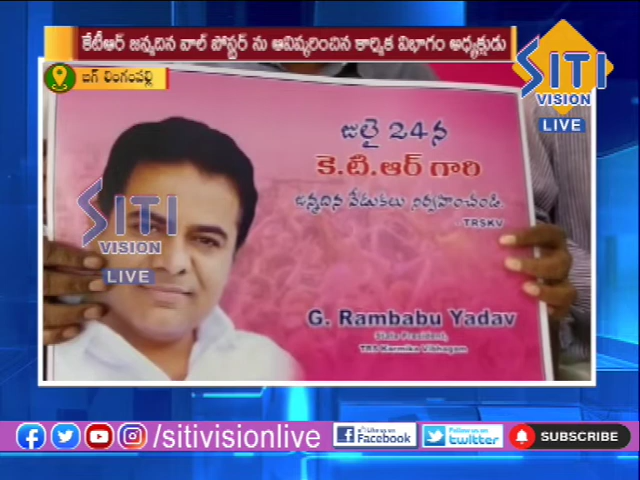 కేటీఆర్ జన్మదిన వాల్ పోస్టర్ ను ఆవిష్కరించిన కార్మిక విభాగం అధ్యక్షుడు
బగ్ లింగంపల్లి
SITI
VISION
LIVE
జులై 24న
కె.టి.ఆర్ గారి
జన్మదిన వేడుకలు నిర్వహించండి.
- TRSKV
SITI
VISION
LIVE
G. Rambabu Yadav
State President,
TRS Karmika Vibhagam
/sitivisionlive
Like us on
Facebook
Follow us on
twitter
SUBSCRIBE